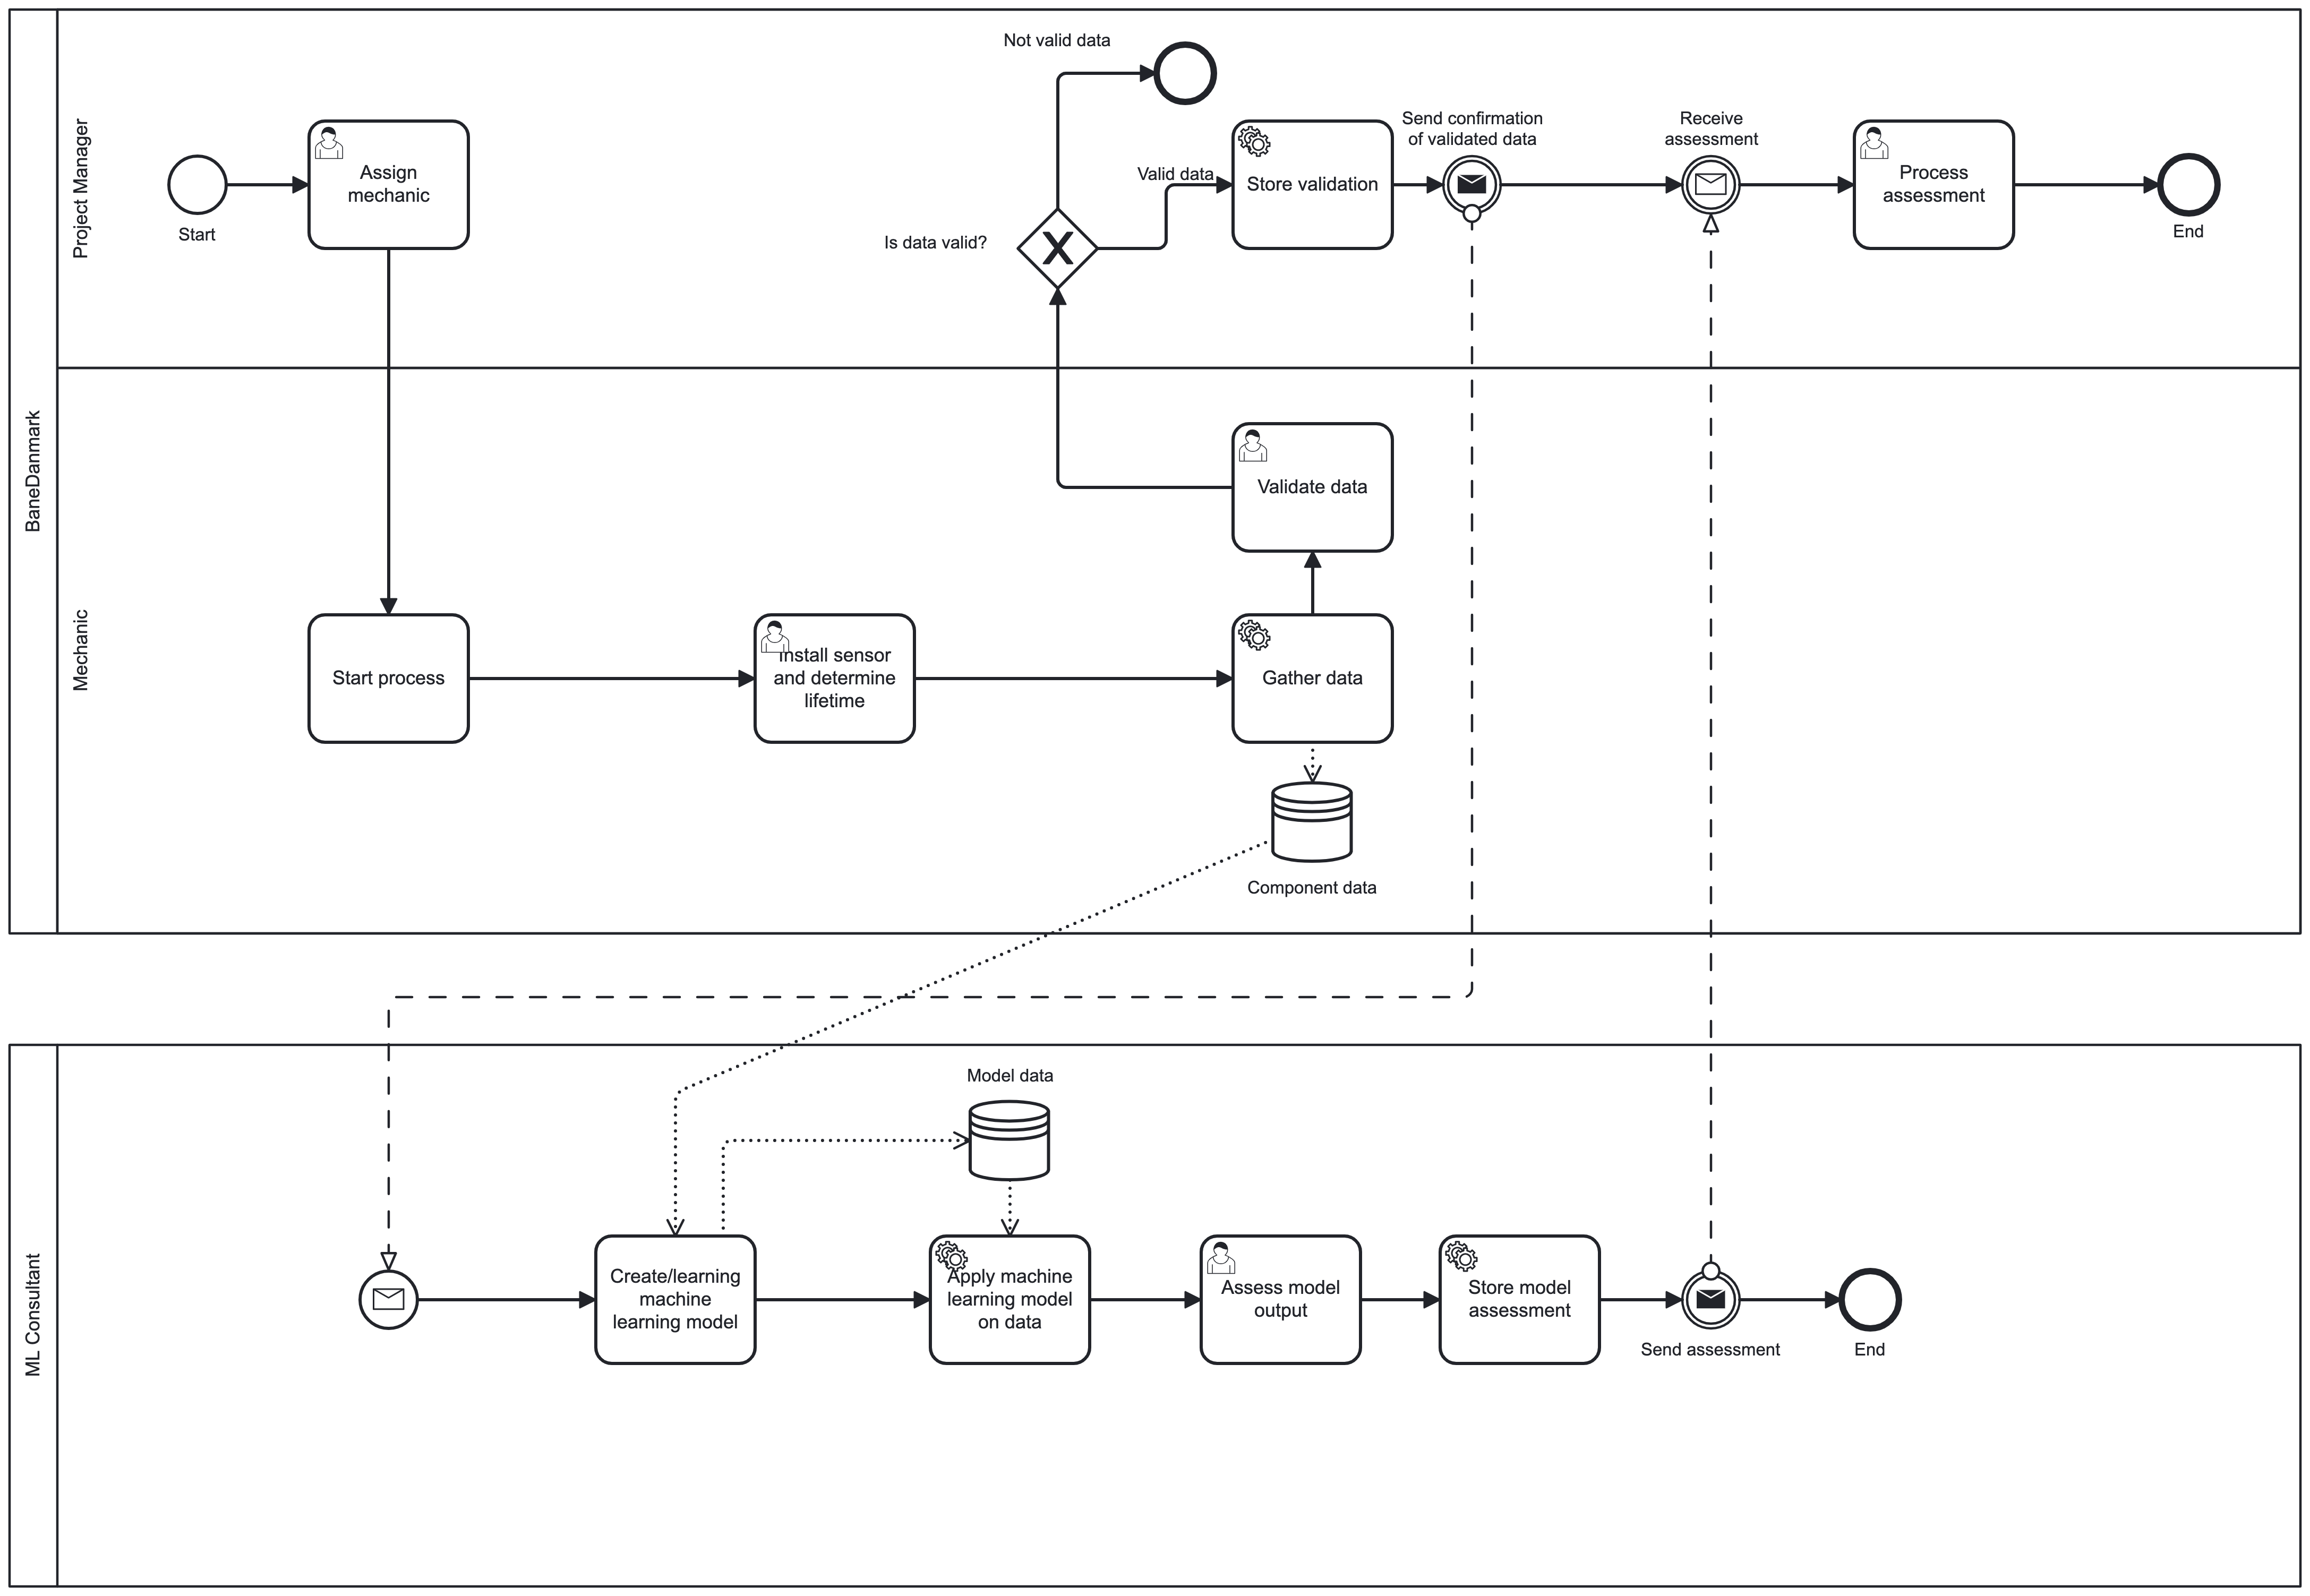 BaneDanmark
Project Manager
Start
Assign
mechanic
Not valid data
Is data valid?
Valid data
Store validation
Send confirmation
of validated data
Receive
assessment
Process
assessment
End
Mechanic
Start process
Install sensor
and determine
lifetime
Validate data
Gather data
Component data
ML Consultant
Model data
Create/learning
machine
learning model
Apply machine
learning model
on data
Assess model
output
Store model
assessment
Send assessment
End